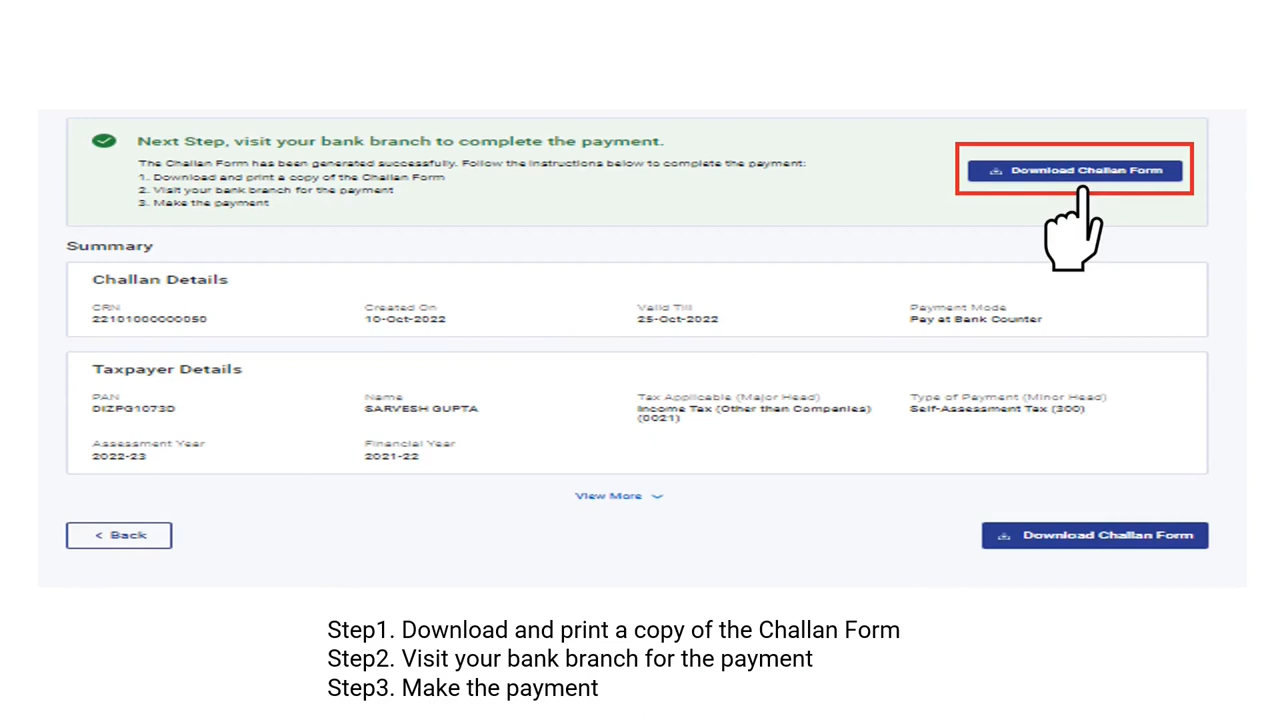 Next Step, visit your bank branch to complete the payment.
The Challan Form has been generated successfully. Follow the instructions below to complete the payment:
1. Download and print a copy of the Challan Form
2. Visit your bank branch for the payment
3. Make the payment
Download Challan Form
Summary
Challan Details
CRN
22101000000050
Created On
10-Oct-2022
Valid Till
25-Oct-2022
Payment Mode
Pay at Bank Counter
Taxpayer Details
PAN
DIZPG1073D
Name
SARVESH GUPTA
Tax Applicable (Major Head)
Income Tax (Other than Companies)
(0021)
Type of Payment (Minor Head)
Self-Assessment Tax (300)
Assessment Year
2022-23
Financial Year
2021-22
View More
< Back
Download Challan Form
Step1. Download and print a copy of the Challan Form
Step2. Visit your bank branch for the payment
Step3. Make the payment